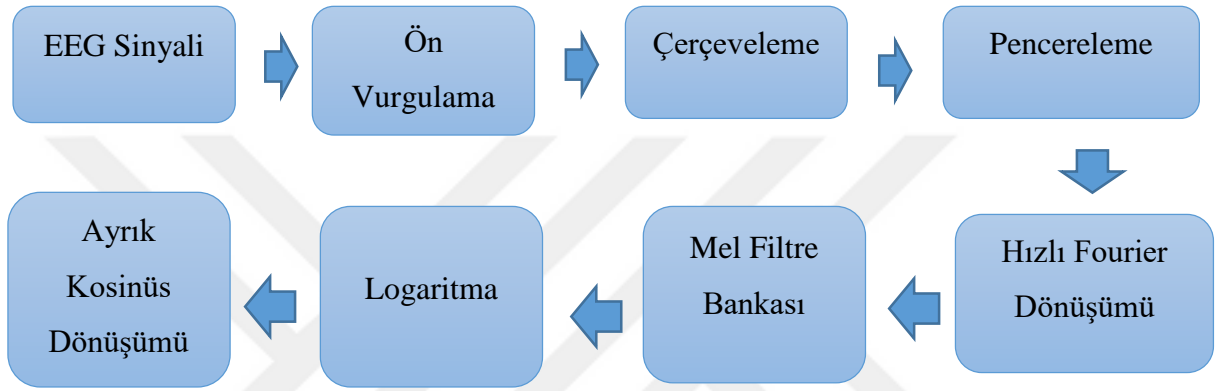 EEG Sinyali
Ön
Vurgulama
Çerçeveleme
Pencereleme
Hızlı Fourier
Dönüşümü
Mel Filtre
Bankası
Logaritma
Ayrık
Kosinüs
Dönüşümü